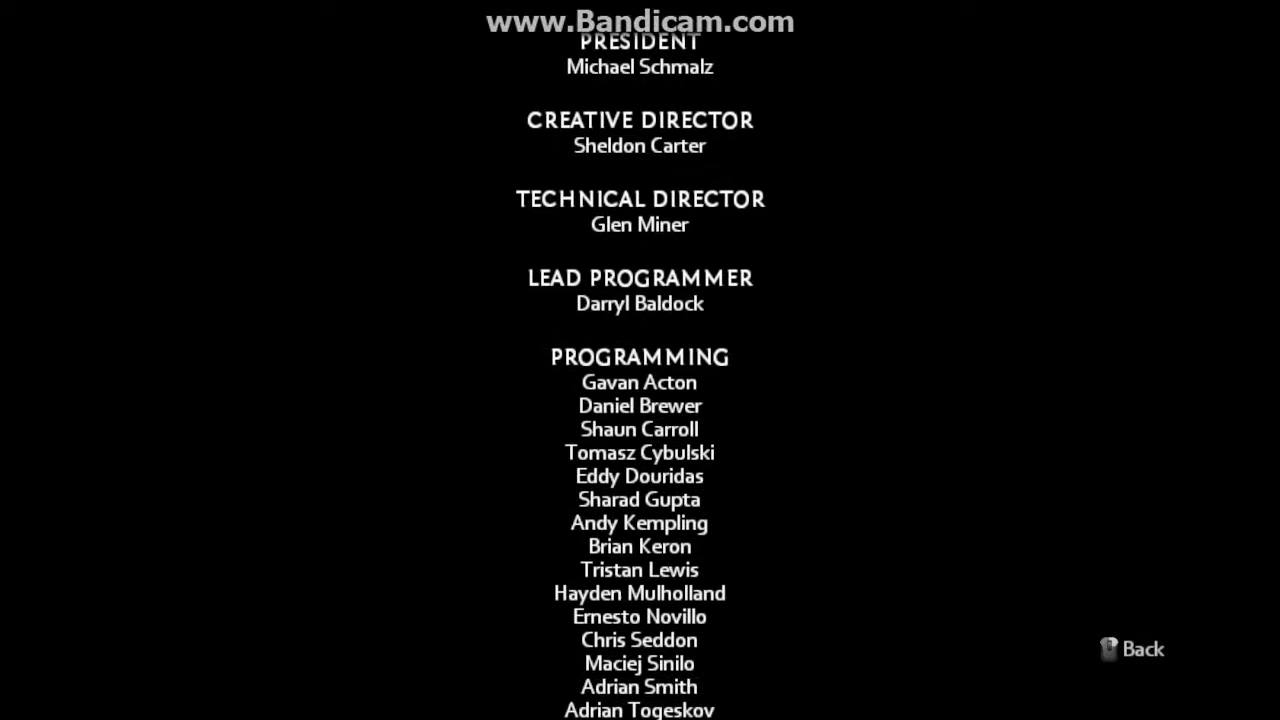 www.Bandicam.com
PRESIDENT
Michael Schmalz
CREATIVE DIRECTOR
Sheldon Carter
TECHNICAL DIRECTOR
Glen Miner
LEAD PROGRAMMER
Darryl Baldock
PROGRAMMING
Gavan Acton
Daniel Brewer
Shaun Carroll
Tomasz Cybulski
Eddy Douridas
Sharad Gupta
Andy Kempling
Brian Keron
Tristan Lewis
Hayden Mulholland
Ernesto Novillo
Chris Seddon
Back
Maciej Sinilo
Adrian Smith
Adrian Togeskov